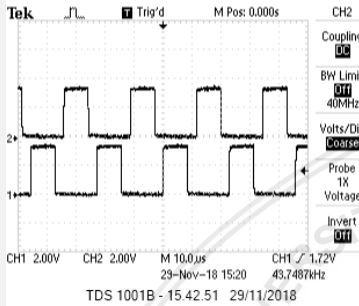 Tek T Trig'd M Pos: 0.000s CH2
Coupling
DC
BW Limi
Off
40MHz
Volts/Di
Coarse
2
Probe
1X
Voltage
1
Invert
Off
CH1 2.00V CH2 2.00V M 10.0µs CH1 1.72V
29-Nov-18 15:20 43.7487kHz
TDS 1001B - 15.42.51 29/11/2018